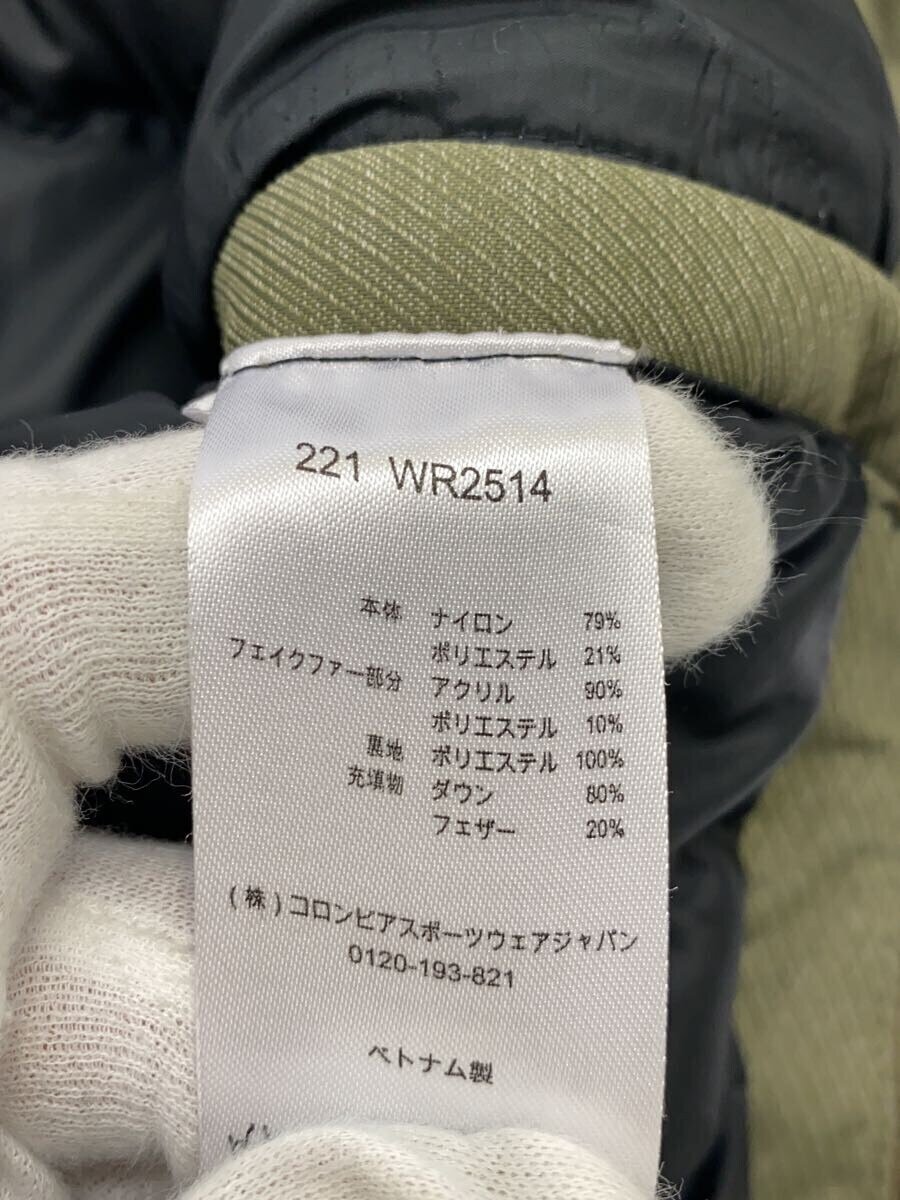 221 WR2514
本体 ナイロン 79%
ポリエステル 21%
フェイクファー部分 アクリル 90%
ポリエステル 10%
裏地 ポリエステル 100%
充填物 ダウン 80%
フェザー 20%
(株)コロンビアスポーツウェアジャパン
0120-193-821
ベトナム製